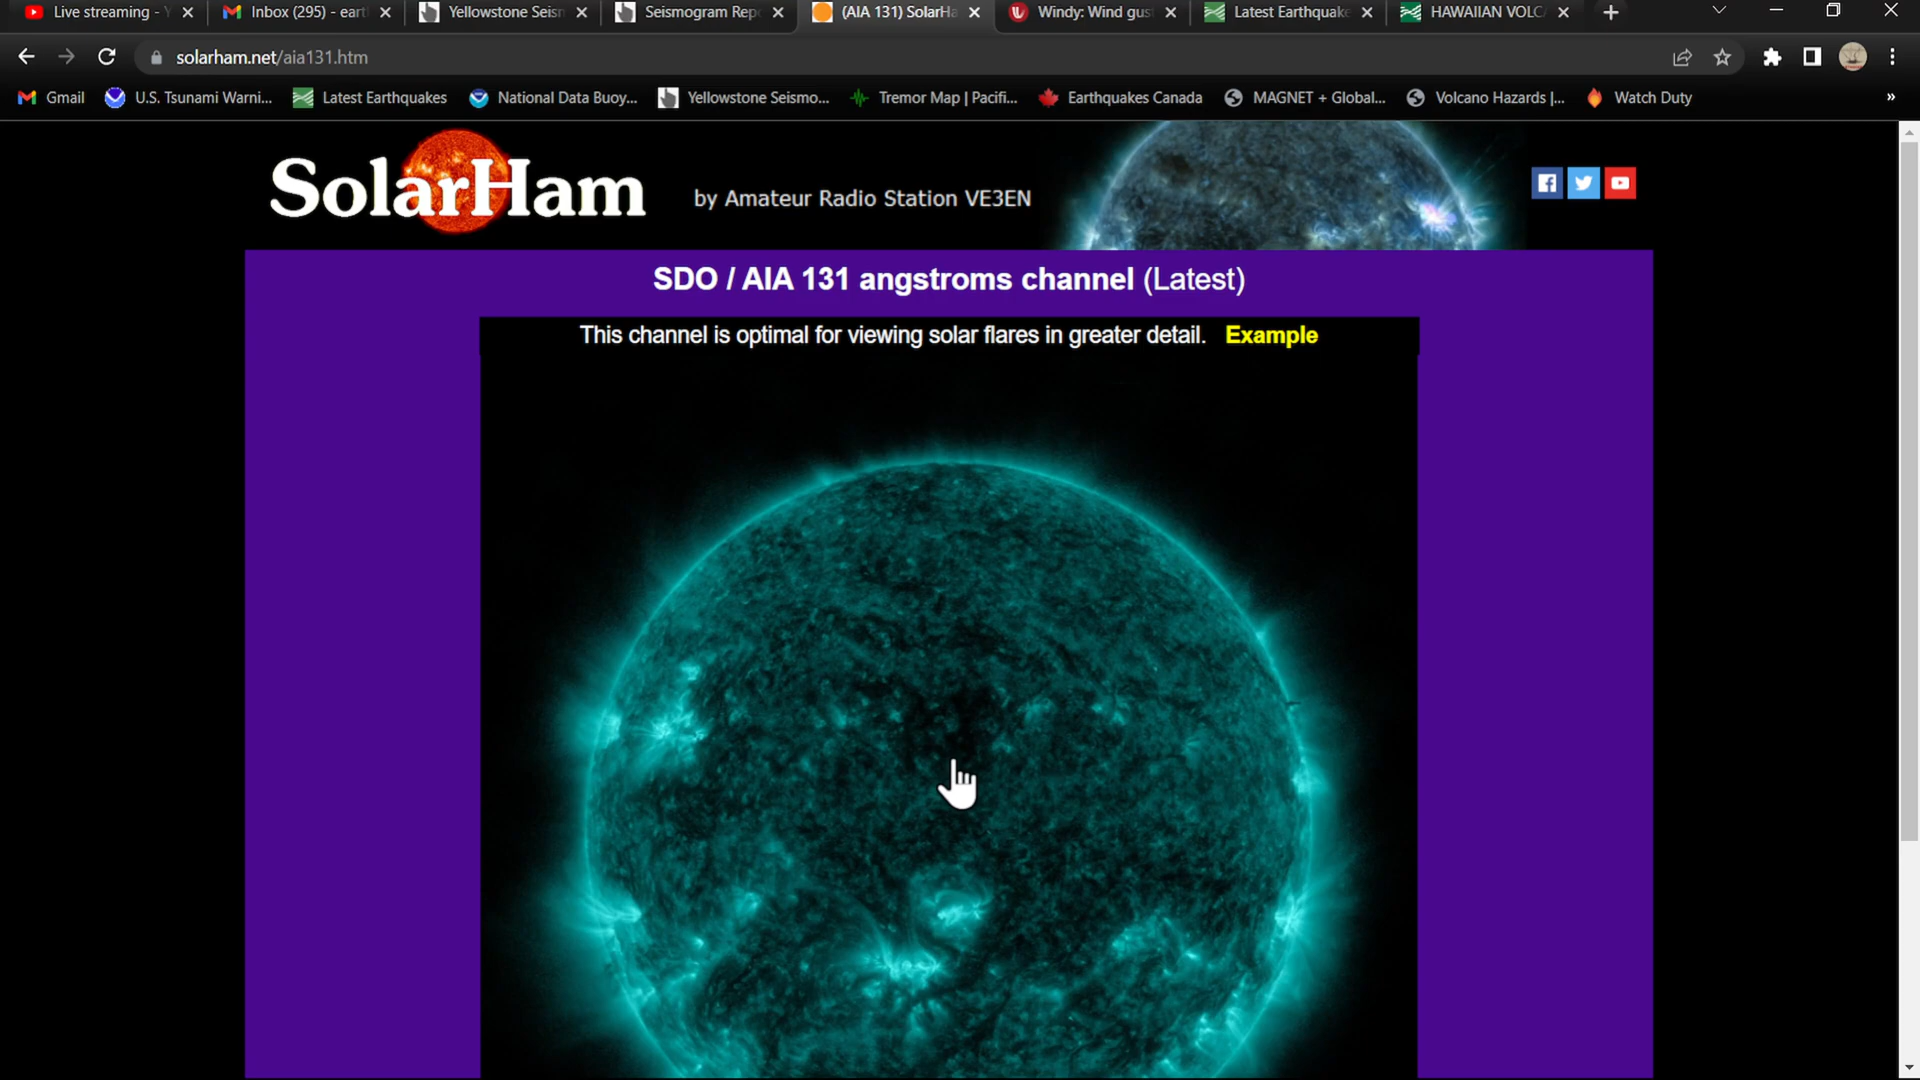 Live streaming -
Inbox (295) - eart
Yellowstone Seisn
Seismogram Rep
(AIA 131) SolarHa
Windy: Wind gus
Latest Earthquake
HAWAIIAN VOLC
solarham.net/aia131.htm
Gmail
U.S. Tsunami Warni...
Latest Earthquakes
National Data Buoy...
Yellowstone Seismo...
Tremor Map | Pacifi...
Earthquakes Canada
MAGNET + Global...
Volcano Hazards |...
Watch Duty
»
SolarHam
by Amateur Radio Station VE3EN
SDO / AIA 131 angstroms channel (Latest)
This channel is optimal for viewing solar flares in greater detail. Example